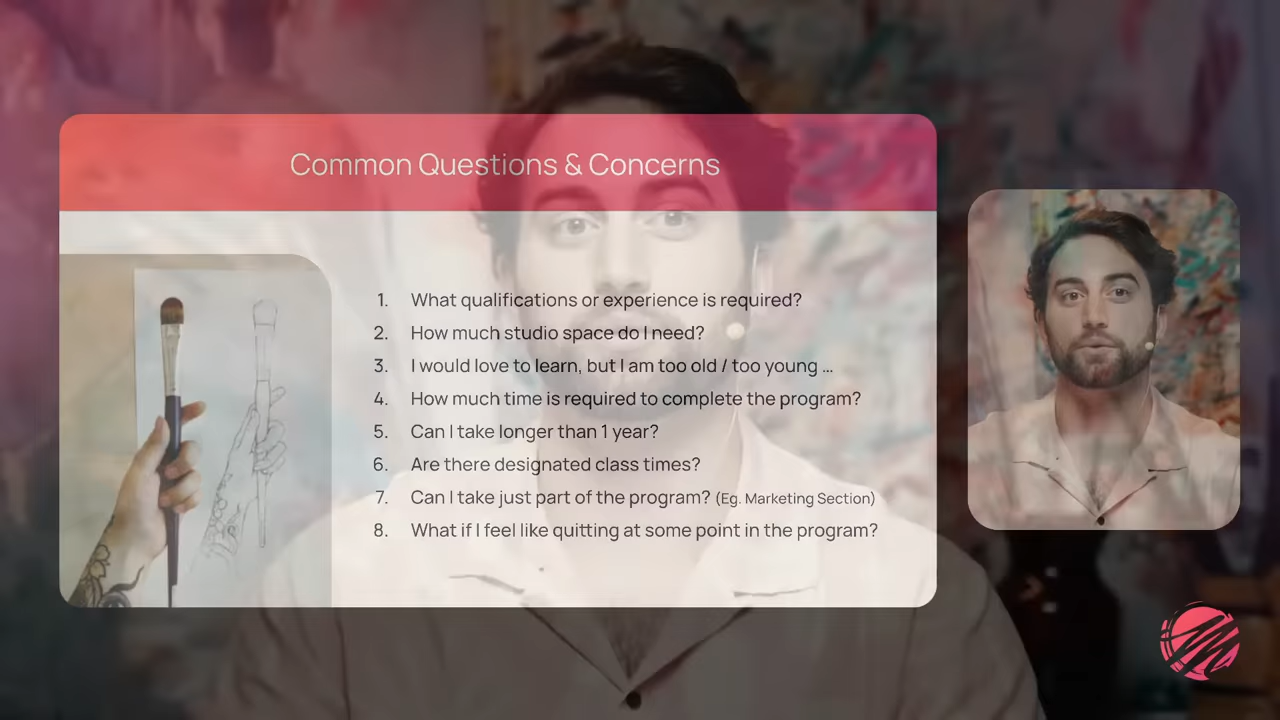 Common Questions & Concerns
1. What qualifications or experience is required?
2. How much studio space do I need?
3. I would love to learn, but I am too old / too young ...
4. How much time is required to complete the program?
5. Can I take longer than 1 year?
6. Are there designated class times?
7. Can I take just part of the program? (Eg. Marketing Section)
8. What if I feel like quitting at some point in the program?